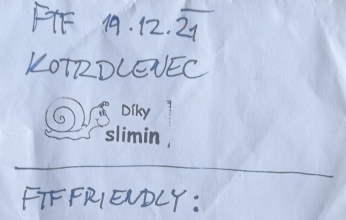 FTF 19.12.21
KOTRDLENEC
Díky
slimin
FTF FRIENDLY: